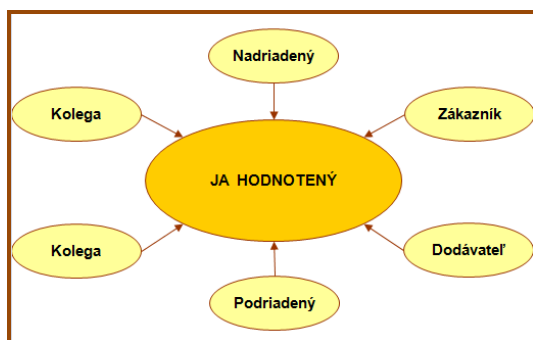 Nadriadený
Kolega
Zákazník
JA HODNOTENÝ
Kolega
Dodávateľ
Podriadený